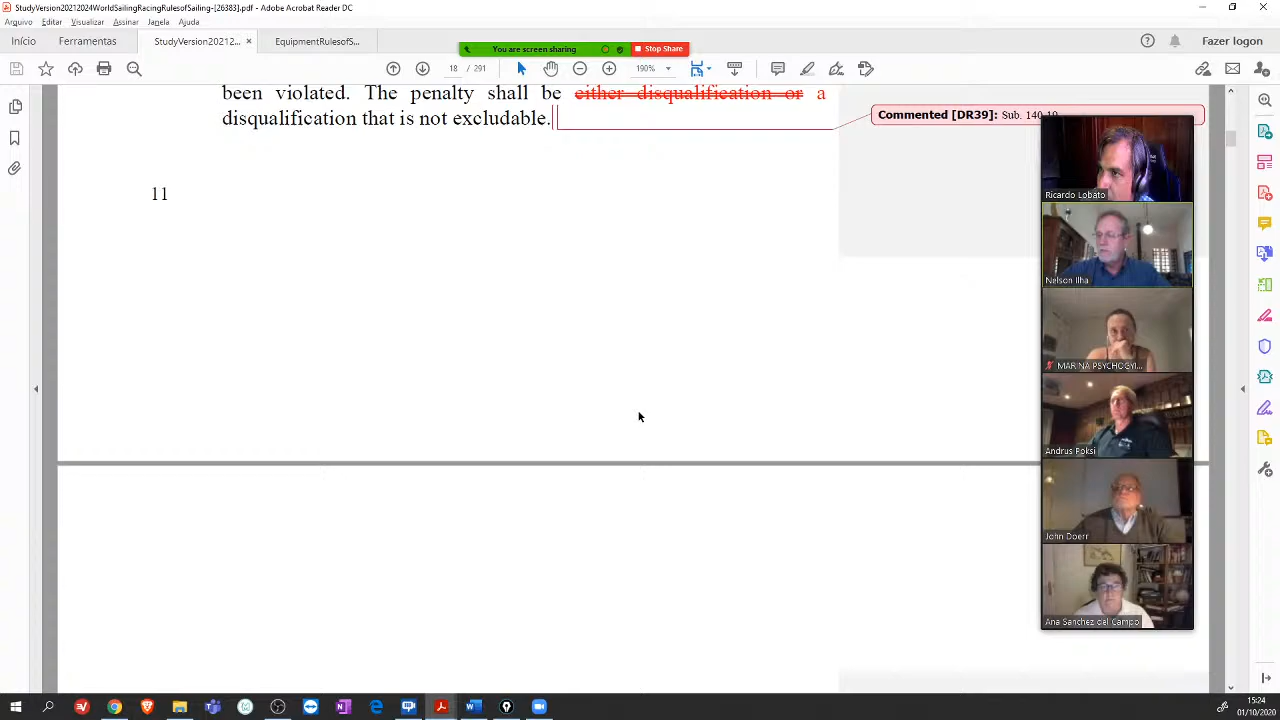 StudyVersion20212024WorldSailingRacingRulesofSailing-[26383].pdf - Adobe Acrobat Reader DC
Arquivo Editar Visualizar Assinar Ajuda
Início Ferramentas StudyVersion20212... × EquipmentRulesofS... Fazer logon
You are screen sharing Stop Share
18 / 291 190%
been violated. The penalty shall be either disqualification or a
disqualification that is not excludable.
Commented [DR39]: Sub. 140-19
11
Ricardo Lobato
Nelson Ilha
MARINA PSYCHOGYI...
Andrus Poksi
John Doerr
Ana Sanchez del Campo
15:24
01/10/2020